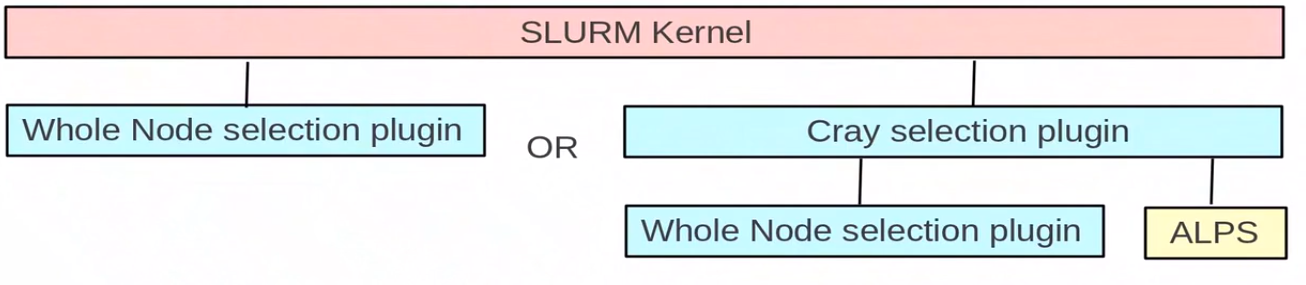 SLURM Kernel
Whole Node selection plugin
OR
Cray selection plugin
Whole Node selection plugin
ALPS